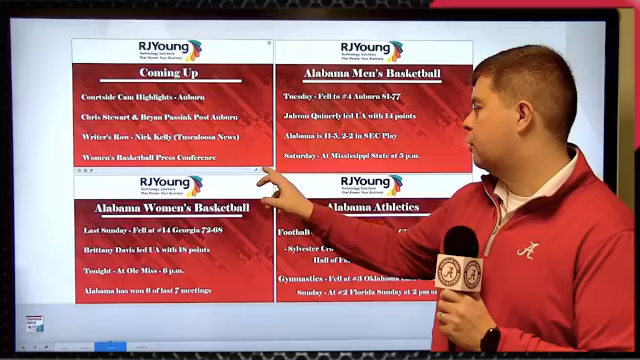 RJYoung
Technology Solutions
That Power Your Business
Coming Up
Courtside Cam Highlights - Auburn
Chris Stewart & Bryan Passink Post Auburn
Writer's Row - Nick Kelly (Tuscaloosa News)
Women's Basketball Press Conference
RJYoung
Technology Solutions
That Power Your Business
Alabama Men's Basketball
Tuesday - Fell to #4 Auburn 81-77
Jahvon Quinerly led UA with 14 points
Alabama is 11-5, 2-2 in SEC Play
Saturday - At Mississippi State at 5 p.m.
RJYoung
Technology Solutions
That Power Your Business
Alabama Women's Basketball
Last Sunday - Fell at #14 Georgia 72-68
Brittany Davis led UA with 18 points
Tonight - At Ole Miss - 6 p.m.
Alabama has won 6 of last 7 meetings
RJYoung
Technology Solutions
That Power Your Business
Alabama Athletics
Football
- Sylvester
Hall of
Gymnastics - Fell at #3 Oklahoma
Sunday - At #2 Florida Sunday at 2 pm